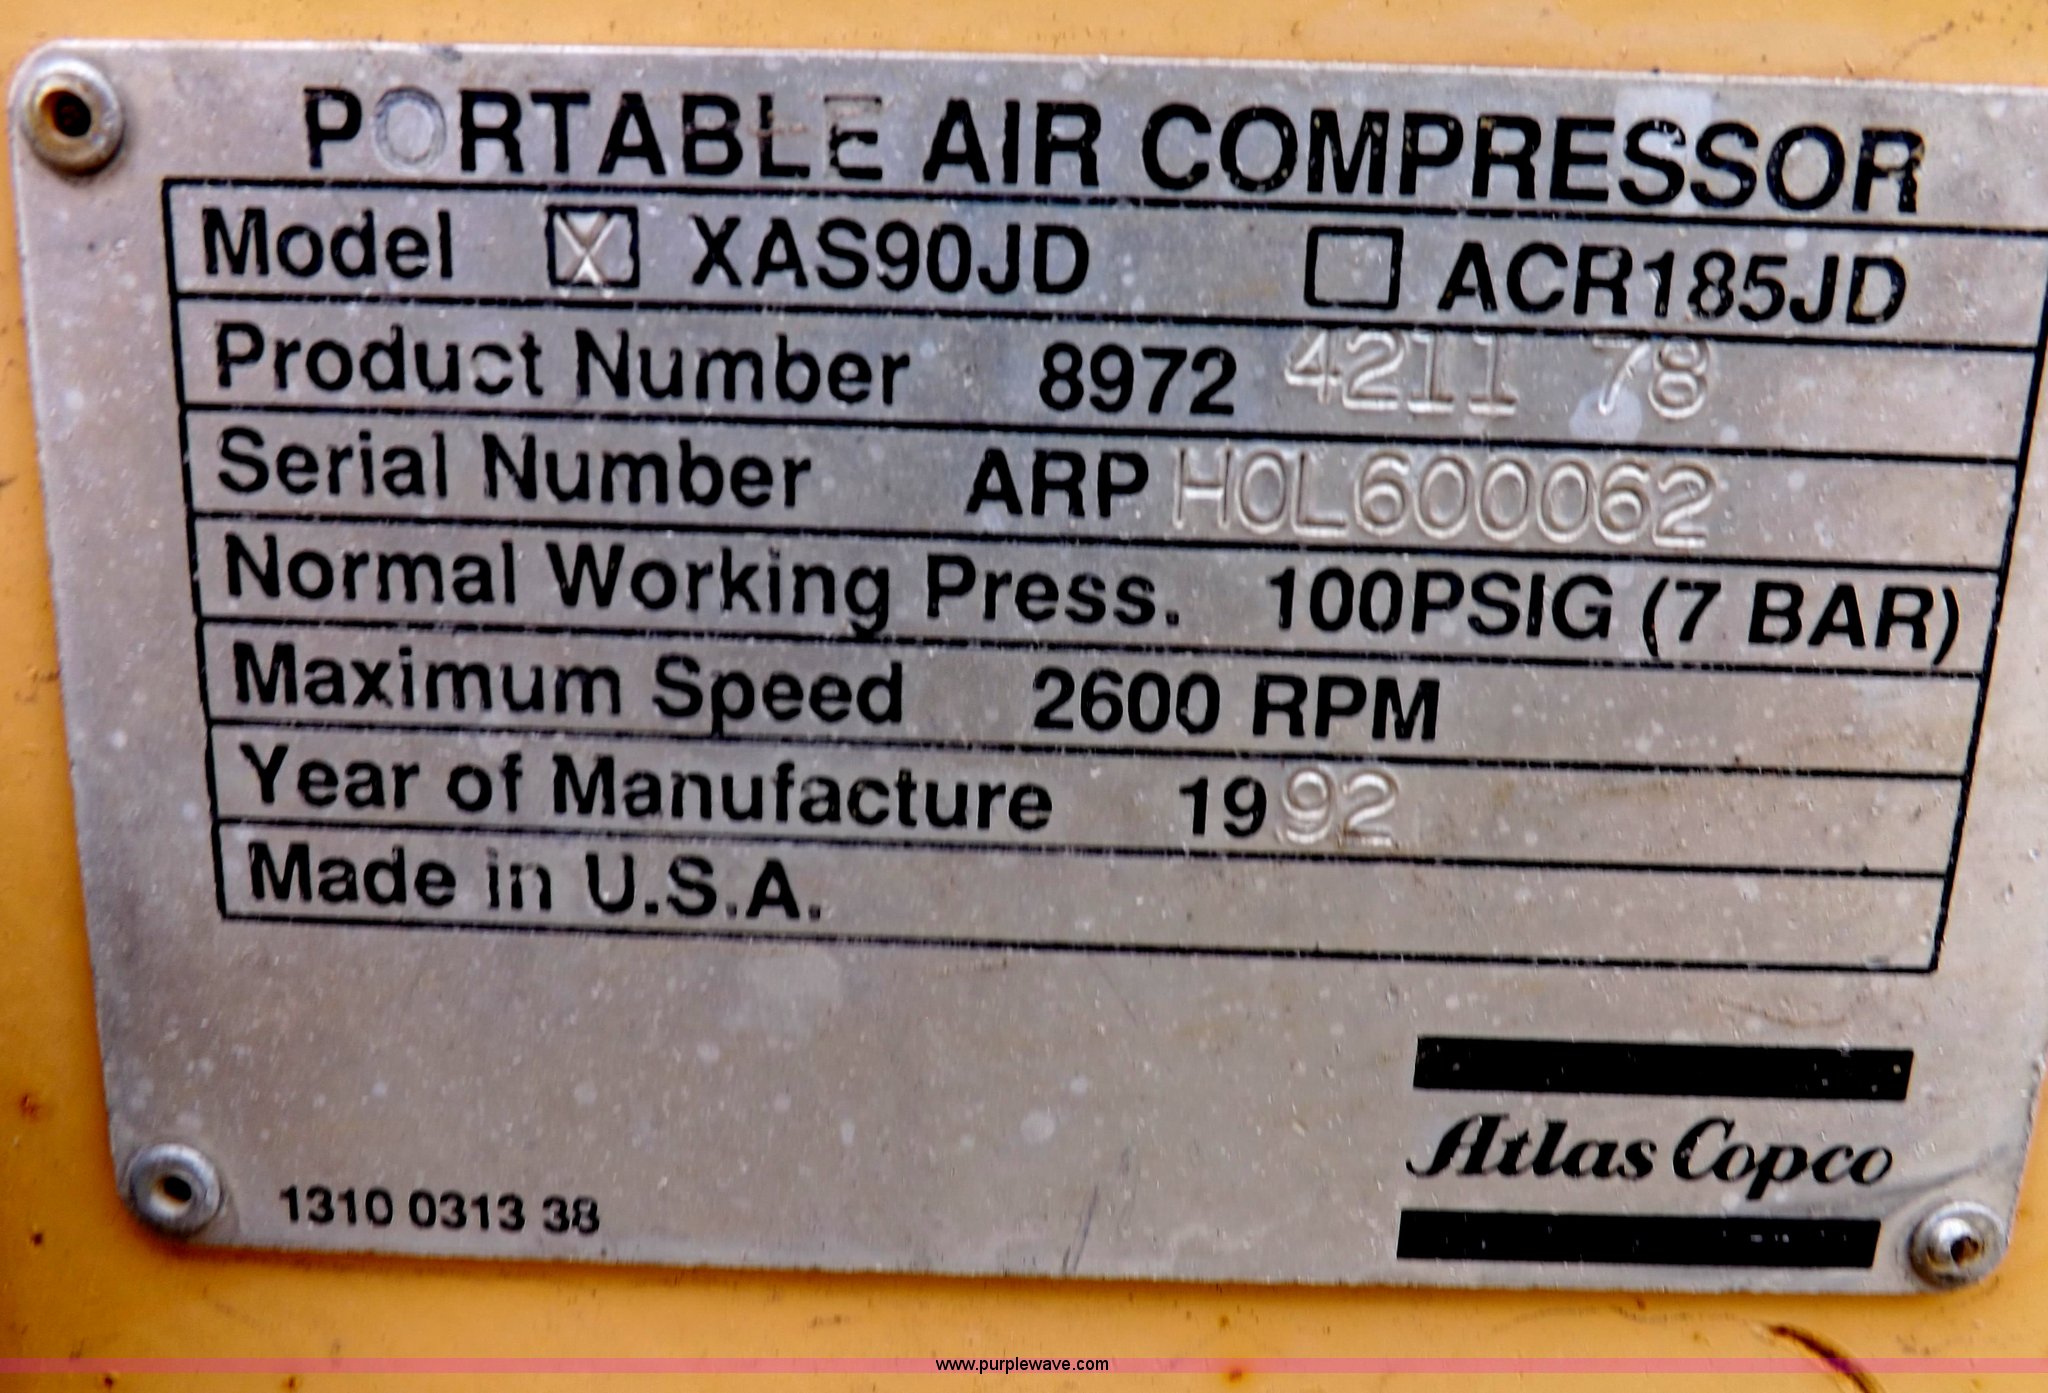 PORTABLE AIR COMPRESSOR
Model ☒ XAS90JD ☐ ACR185JD
Product Number 8972 4211 78
Serial Number ARP H0L600062
Normal Working Press. 100PSIG (7 BAR)
Maximum Speed 2600 RPM
Year of Manufacture 1992
Made in U.S.A.
Atlas Copco
1310 0313 38
www.purplewave.com